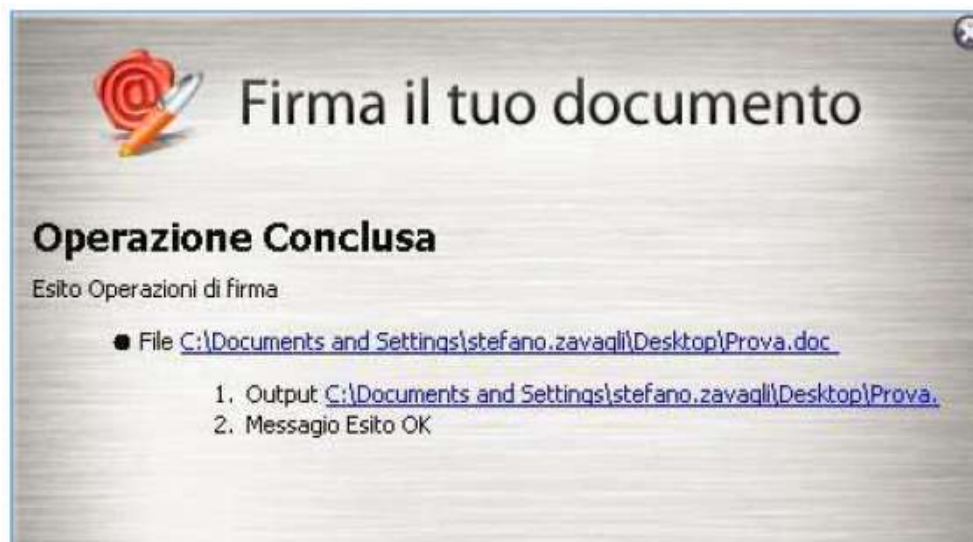 Firma il tuo documento
Operazione Conclusa
Esito Operazioni di firma
● File C:\Documents and Settings\stefano.zavagli\Desktop\Prova.doc
1. Output C:\Documents and Settings\stefano.zavagli\Desktop\Prova.
2. Messagio Esito OK